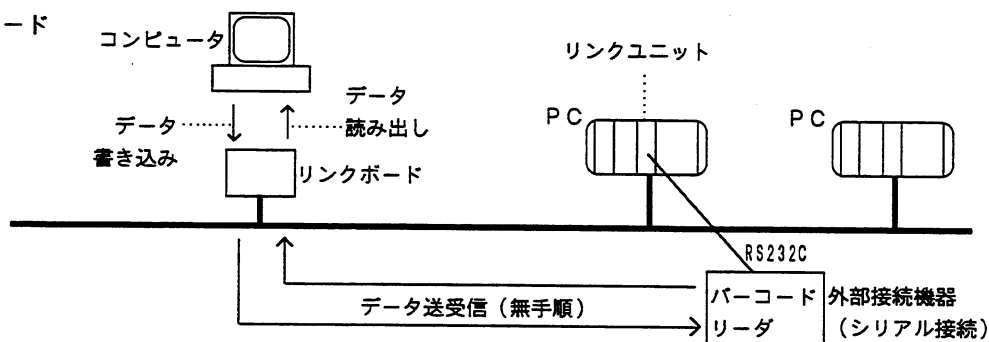 ード
コンピュータ
リンクユニット
データ
読み出し
データ
書き込み
ＰＣ
ＰＣ
リンクボード
RS232C
データ送受信（無手順）
バーコード
リーダ
外部接続機器
（シリアル接続）